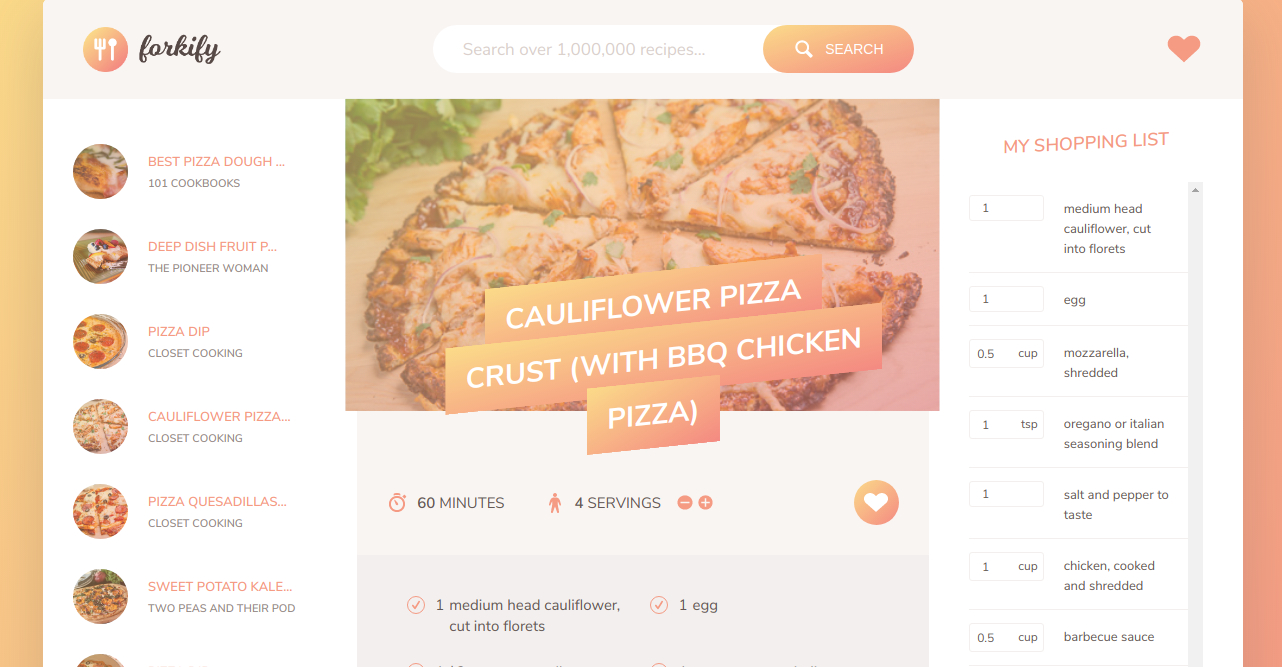 forkify
Search over 1,000,000 recipes...
SEARCH
BEST PIZZA DOUGH ...
101 COOKBOOKS
DEEP DISH FRUIT P...
THE PIONEER WOMAN
PIZZA DIP
CLOSET COOKING
CAULIFLOWER PIZZA...
CLOSET COOKING
PIZZA QUESADILLAS...
CLOSET COOKING
SWEET POTATO KALE...
TWO PEAS AND THEIR POD
CAULIFLOWER PIZZA
CRUST (WITH BBQ CHICKEN
PIZZA)
60 MINUTES
4 SERVINGS
1 medium head cauliflower,
cut into florets
1 egg
MY SHOPPING LIST
1
medium head
cauliflower, cut
into florets
1
egg
0.5 cup
mozzarella,
shredded
1 tsp
oregano or italian
seasoning blend
1
salt and pepper to
taste
1 cup
chicken, cooked
and shredded
0.5 cup
barbecue sauce